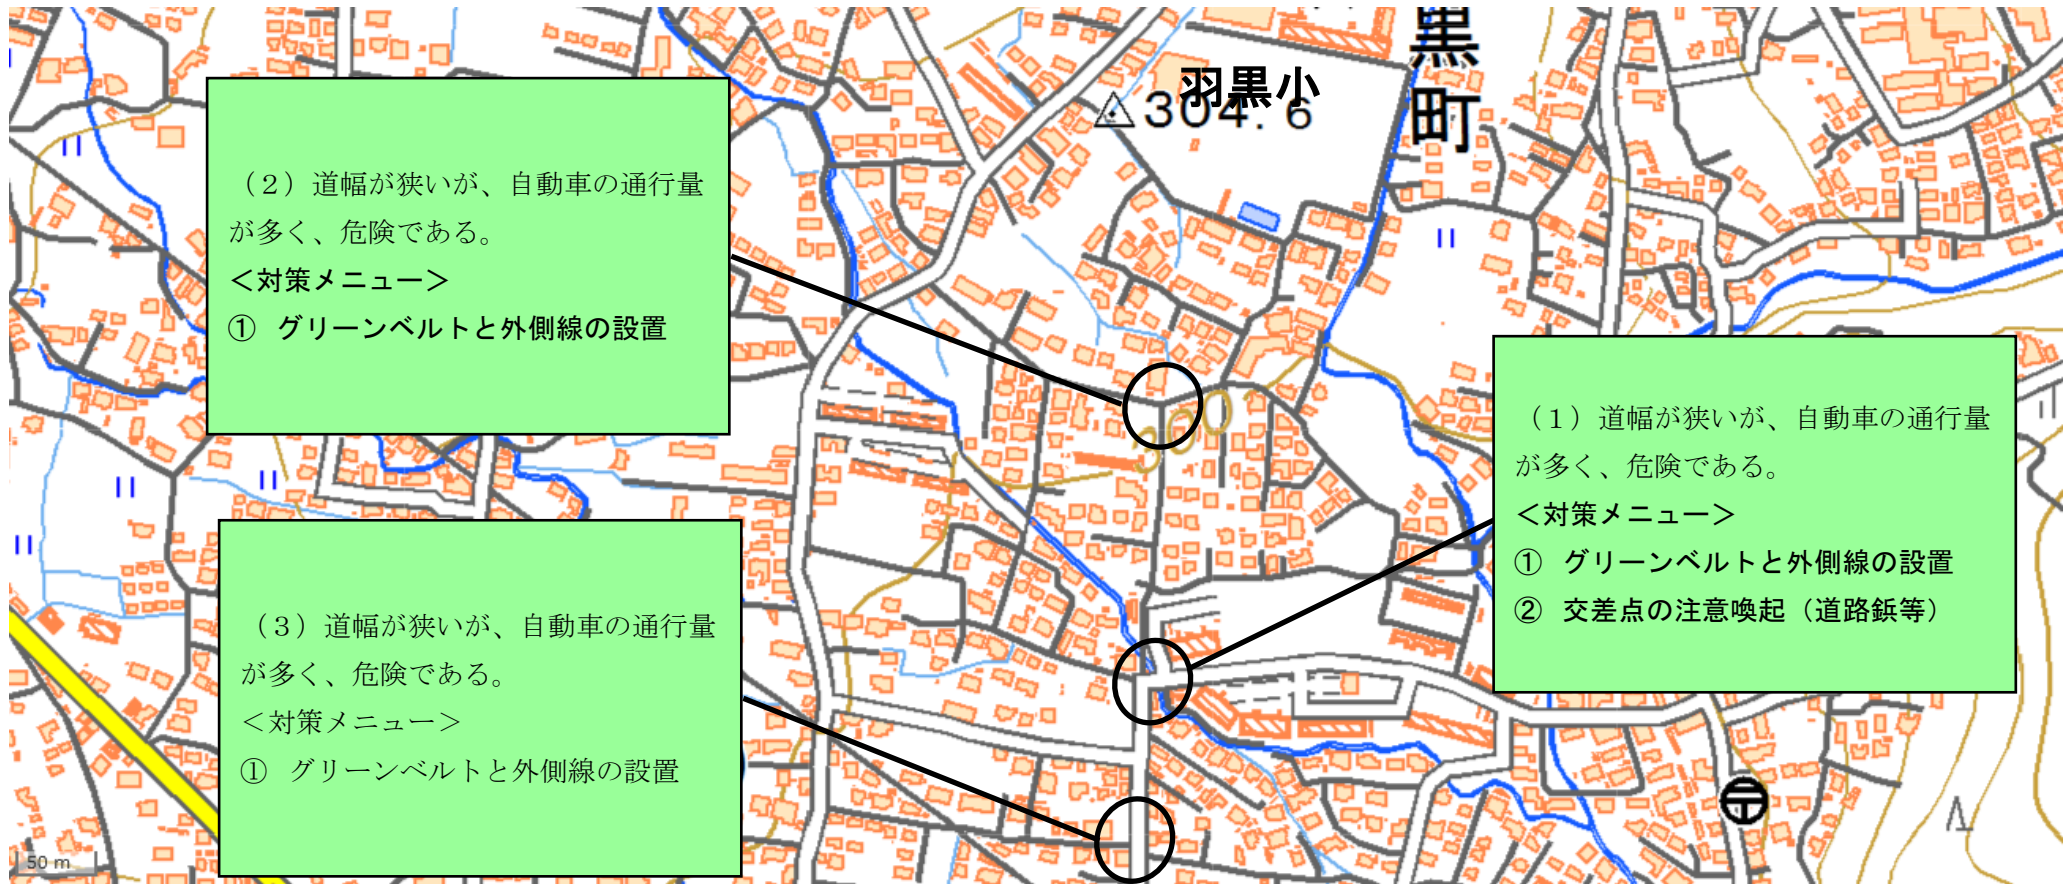 黒町
羽黒小
304.6
（２）道幅が狭いが、自動車の通行量
が多く、危険である。
＜対策メニュー＞
① グリーンベルトと外側線の設置
300
（１）道幅が狭いが、自動車の通行量
が多く、危険である。
＜対策メニュー＞
① グリーンベルトと外側線の設置
② 交差点の注意喚起（道路鋲等）
（３）道幅が狭いが、自動車の通行量
が多く、危険である。
＜対策メニュー＞
① グリーンベルトと外側線の設置
50 m